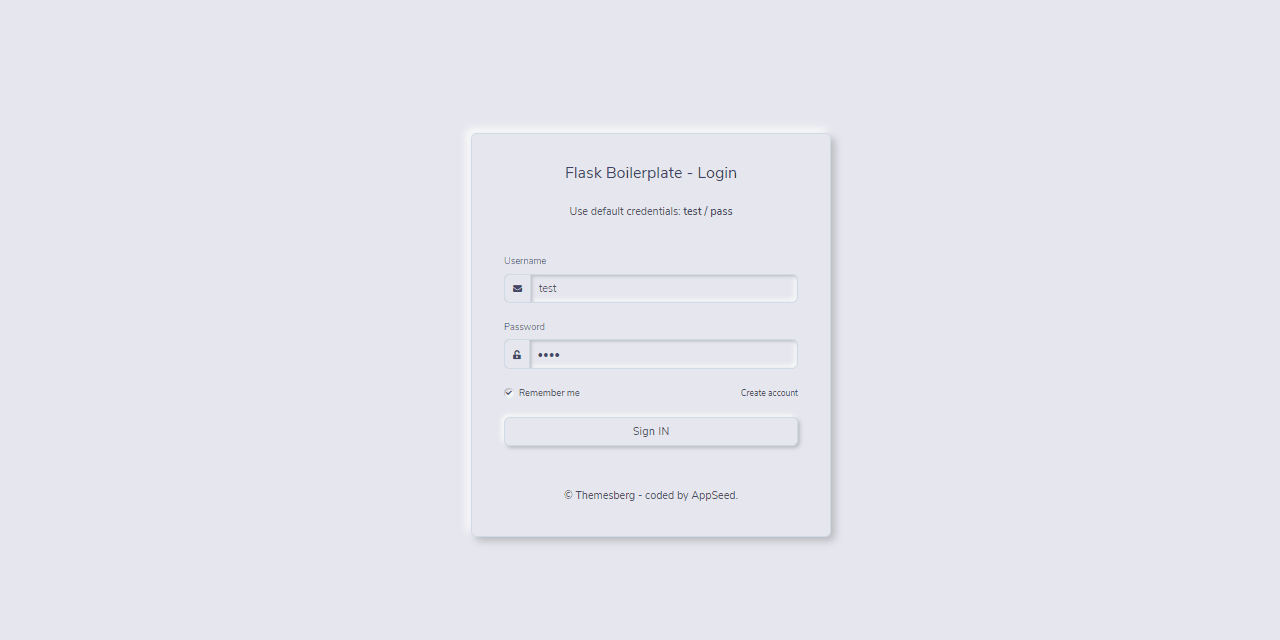 Flask Boilerplate - Login
Use default credentials: test / pass
Username
test
Password
••••
Remember me
Create account
Sign IN
© Themesberg - coded by AppSeed.